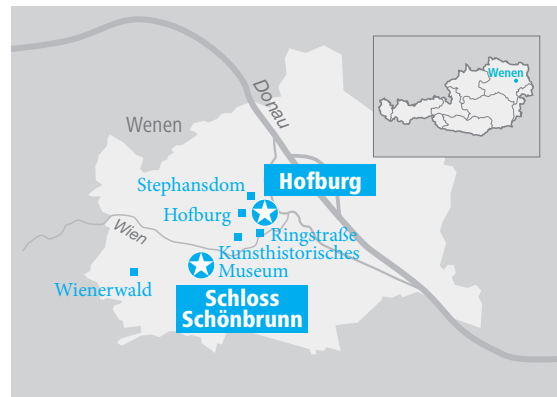 Wenen
Donau
Wenen
Stephansdom
Hofburg
Hofburg
Wien
Ringstraße
Kunsthistorisches
Museum
Wienerwald
Schloss
Schönbrunn